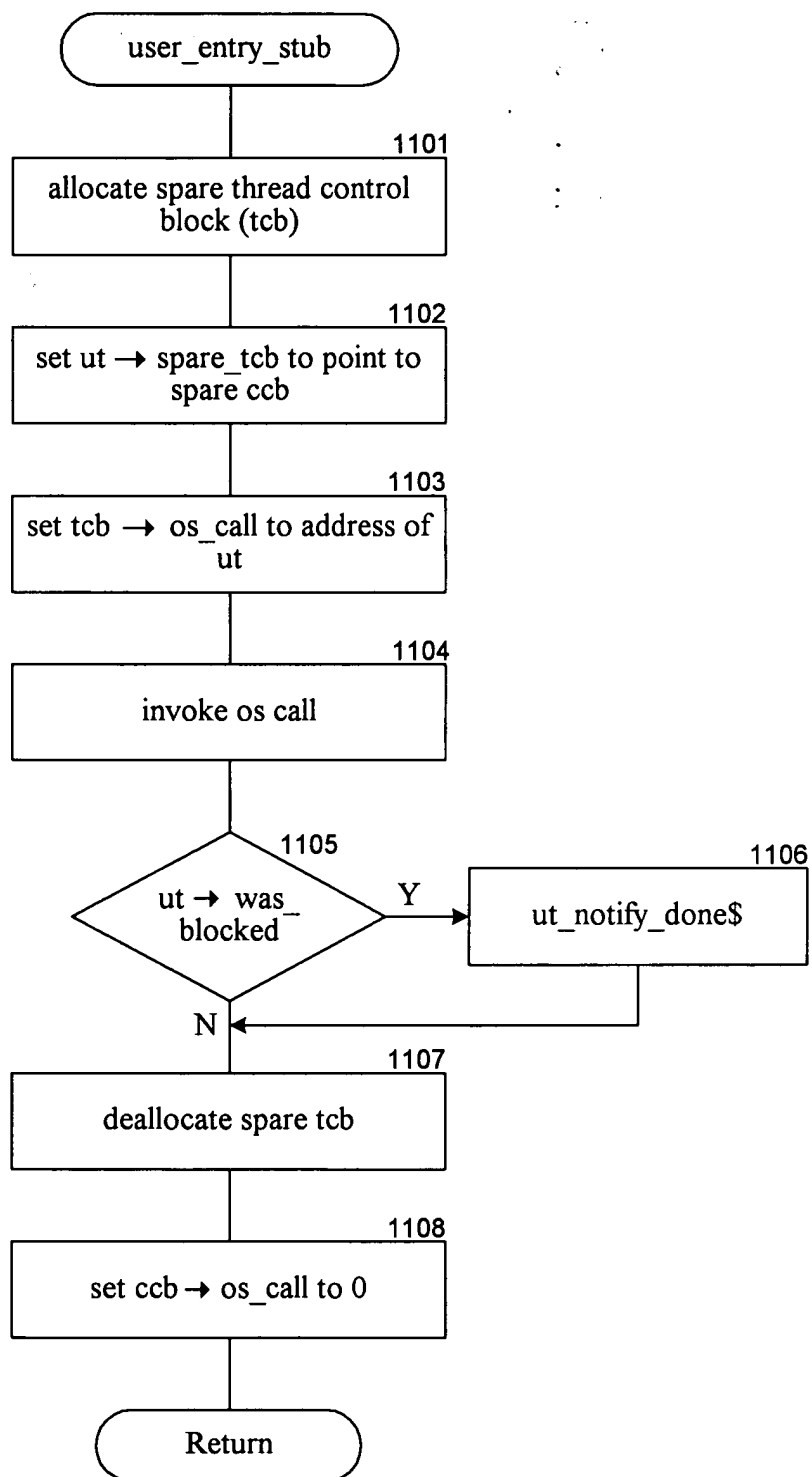 user_entry_stub
1101
allocate spare thread control
block (tcb)
1102
set ut → spare_tcb to point to
spare ccb
1103
set tcb → os_call to address of
ut
1104
invoke os call
1105
ut → was_
blocked
Y
1106
ut_notify_done$
N
1107
deallocate spare tcb
1108
set ccb → os_call to 0
Return